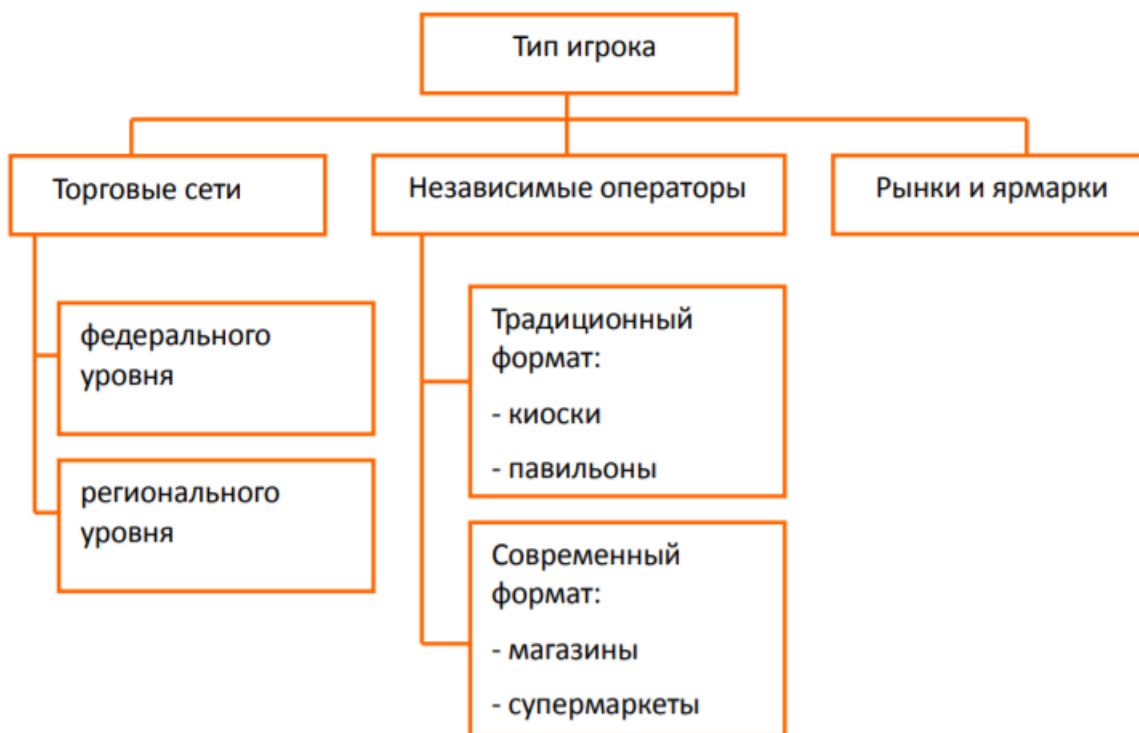 Тип игрока
Торговые сети
Независимые операторы
Рынки и ярмарки
федерального
уровня
регионального
уровня
Традиционный
формат:
- киоски
- павильоны
Современный
формат:
- магазины
- супермаркеты